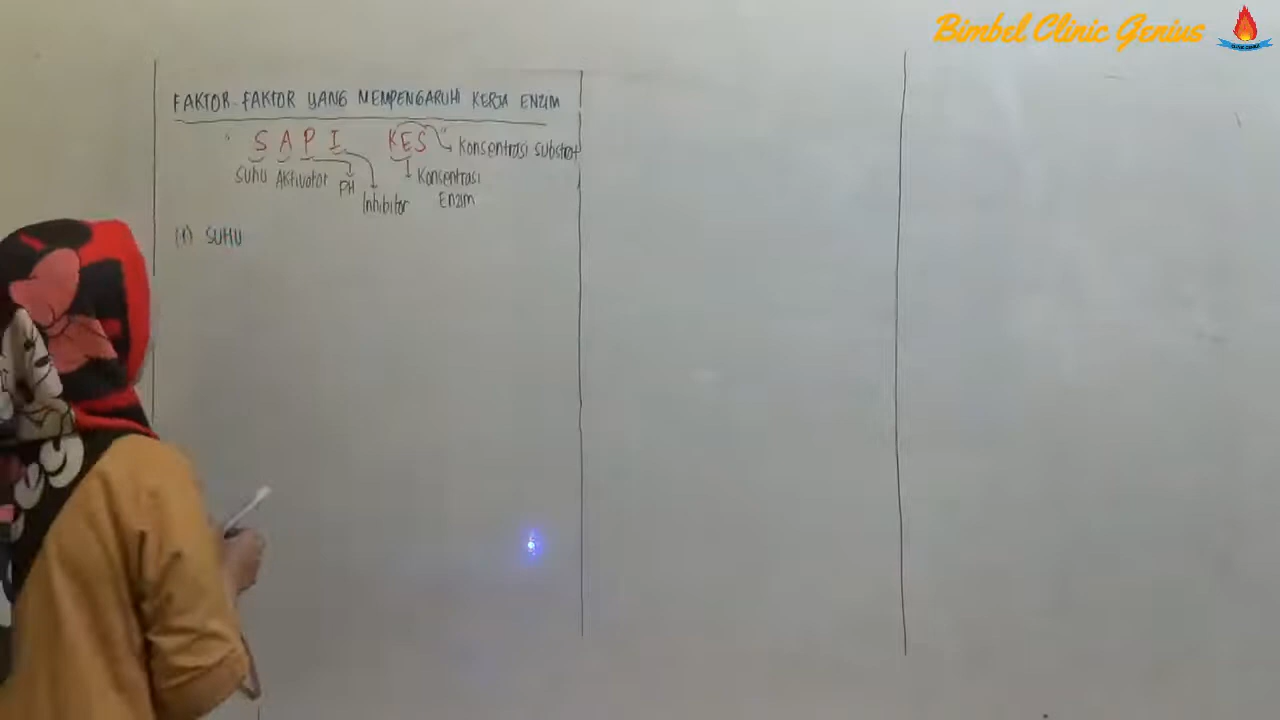 Bimbel Clinic Genius
FAKTOR-FAKTOR YANG MEMPENGARUHI KERJA ENZIM
" SAPI KES "
Konsentrasi Substrat
Suhu Aktivator PH Konsentrasi
Inhibitor Enzim
(1) SUHU